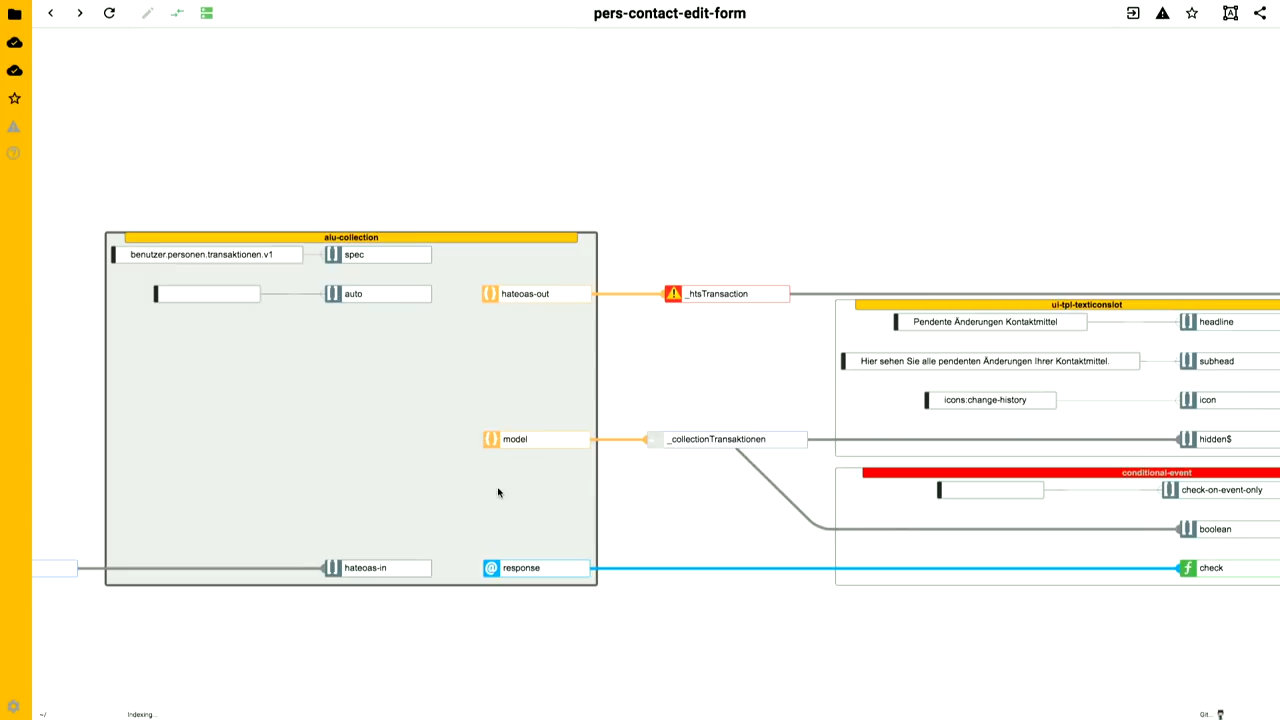 pers-contact-edit-form
alu-collection
benutzer.personen.transaktionen.v1
spec
auto
hateoas-out
_htsTransaction
ui-tpl-texticonslot
Pendente Änderungen Kontaktmittel
headline
Hier sehen Sie alle pendenten Änderungen Ihrer Kontaktmittel.
subhead
icons:change-history
icon
model
_collectionTransaktionen
hidden$
conditional-event
check-on-event-only
boolean
hateoas-in
@ response
f check
~/
Indexing...
Git...